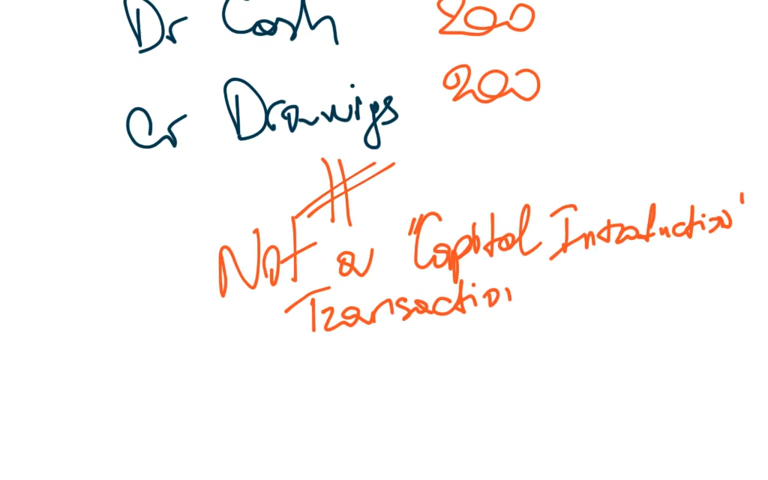 Dr Cash 200
Cr Drawings 200
Not a "Capital Introduction"
Transaction